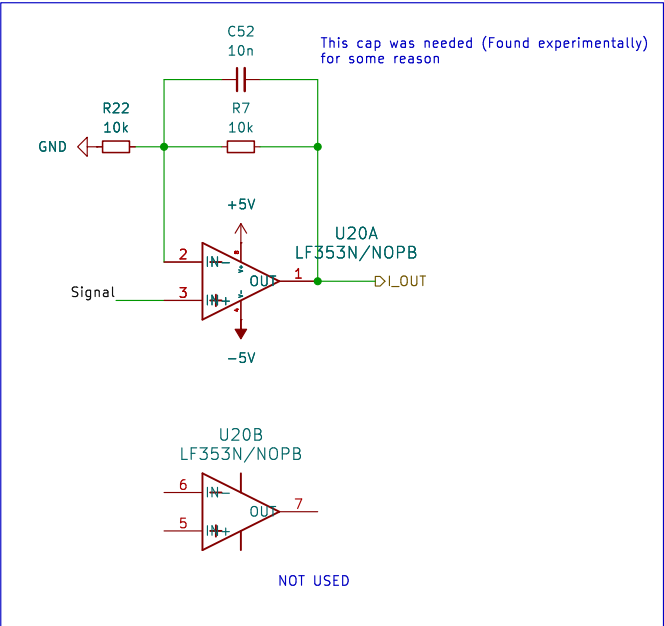 C52
10n
This cap was needed (Found experimentally)
for some reason
R22
10k
R7
10k
GND
+5V
U20A
LF353N/NOPB
2
IN-
8
V+
OUT
1
I_OUT
Signal
3
IN+
V-
4
-5V
U20B
LF353N/NOPB
6
IN-
OUT
7
5
IN+
NOT USED